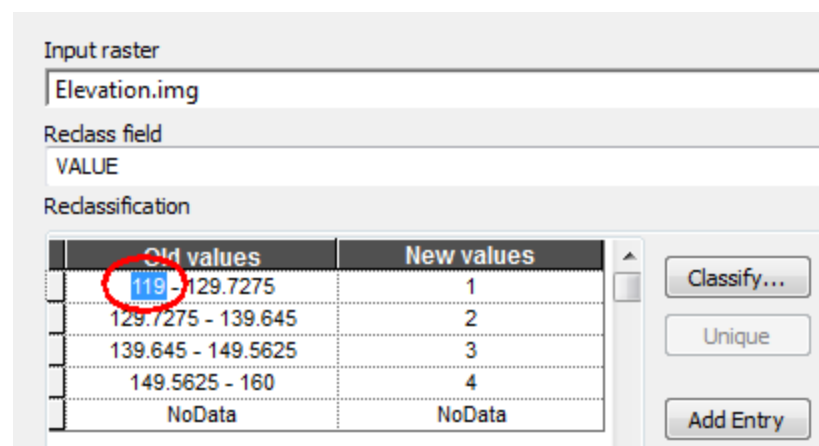 Input raster
Elevation.img
Reclass field
VALUE
Reclassification
Old values New values
119 - 129.7275 1
129.7275 - 139.645 2
139.645 - 149.5625 3
149.5625 - 160 4
NoData NoData
Classify...
Unique
Add Entry